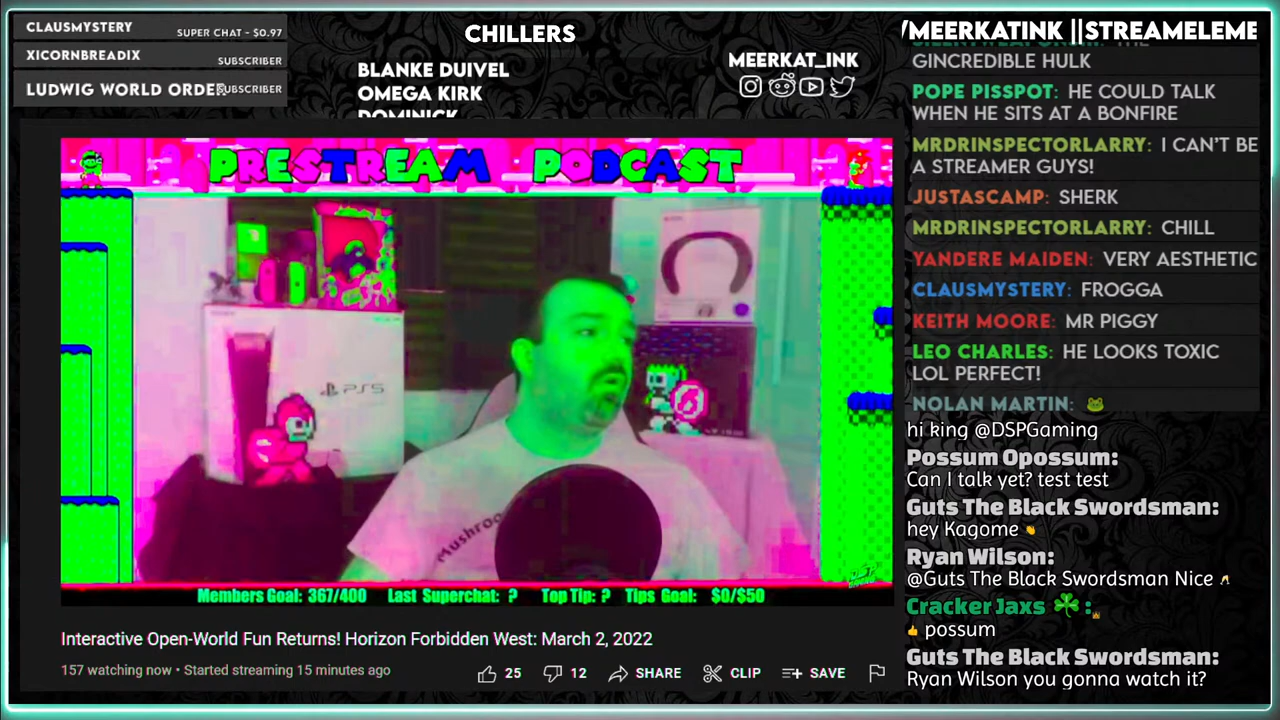 CLAUSMYSTERY SUPER CHAT - $0.97
XICORNBREADIX SUBSCRIBER
LUDWIG WORLD ORDER SUBSCRIBER
CHILLERS
BLANKE DUIVEL
OMEGA KIRK
DOMINICK
MEERKAT_INK
/MEERKATINK ||STREAMELEME
THE
GINCREDIBLE HULK
POPE PISSPOT: HE COULD TALK
WHEN HE SITS AT A BONFIRE
MRDRINSPECTORLARRY: I CAN'T BE
A STREAMER GUYS!
JUSTASCAMP: SHERK
MRDRINSPECTORLARRY: CHILL
YANDERE MAIDEN: VERY AESTHETIC
CLAUSMYSTERY: FROGGA
KEITH MOORE: MR PIGGY
LEO CHARLES: HE LOOKS TOXIC
LOL PERFECT!
NOLAN MARTIN: 🐸
hi king @DSPGaming
Possum Opossum:
Can I talk yet? test test
Guts The Black Swordsman:
hey Kagome 👏
Ryan Wilson:
@Guts The Black Swordsman Nice
Cracker Jaxs ☘️ :
👍 possum
Guts The Black Swordsman:
Ryan Wilson you gonna watch it?
PRESTREAM PODCAST
PS5
Mushroo
Members Goal: 367/400 Last Superchat: ? Top Tip: ? Tips Goal: $0/$50
Interactive Open-World Fun Returns! Horizon Forbidden West: March 2, 2022
157 watching now • Started streaming 15 minutes ago
25 12 SHARE CLIP SAVE